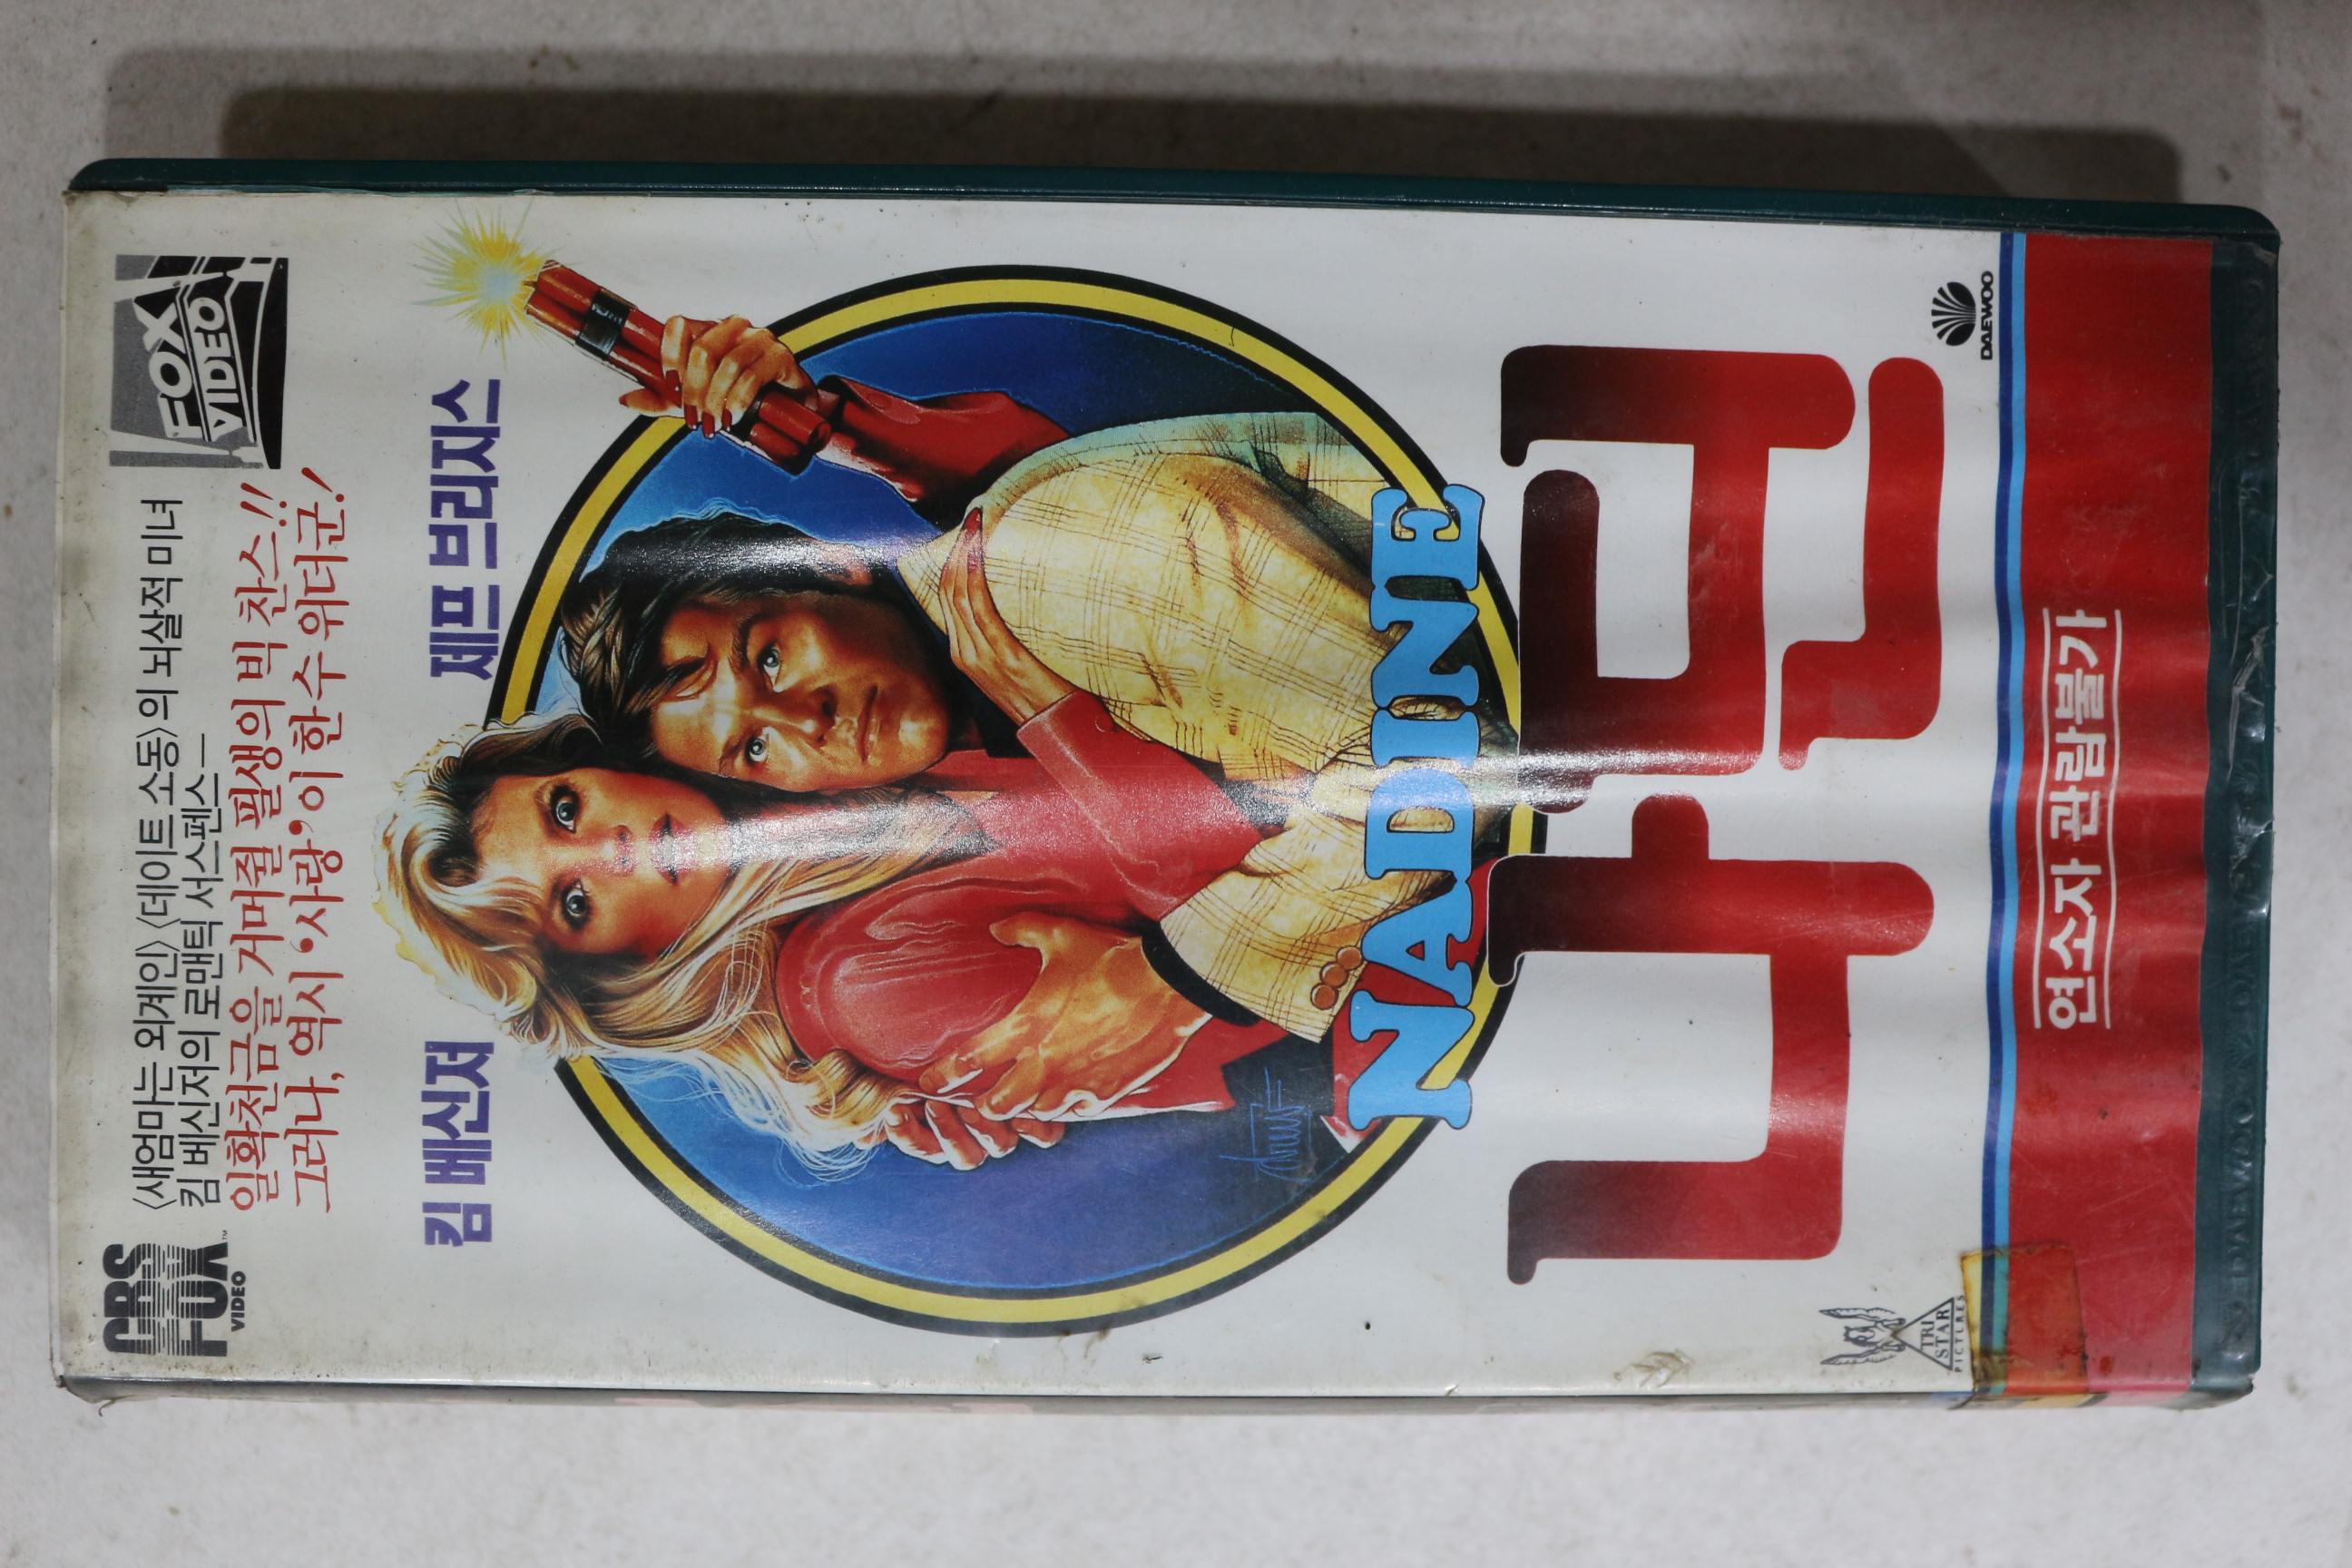 CBS
FOX
VIDEO
〈새엄마는 외계인〉〈데이트 소동〉의 뇌살적 미녀
킴 베신저의 로맨틱 서스펜스—
일확천금을 거머쥘 필생의 빅 찬스!!
그러나, 역시 '사랑'이 한 수 위더군!
FOX
VIDEO
킴 베신저
제프 브리지스
NADINE
나딘
TRI
STAR
PICTURES
DAEWOO
연소자 관람불가